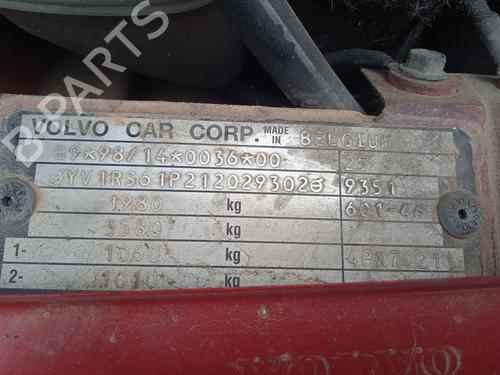 VOLVO CAR CORP. MADE IN BELGIUM
e9*98/14*0036*00 25
YV1RS61P212029302 9351
1980 kg 601-46
3580 kg
1- 1060 kg
2- 1010 kg